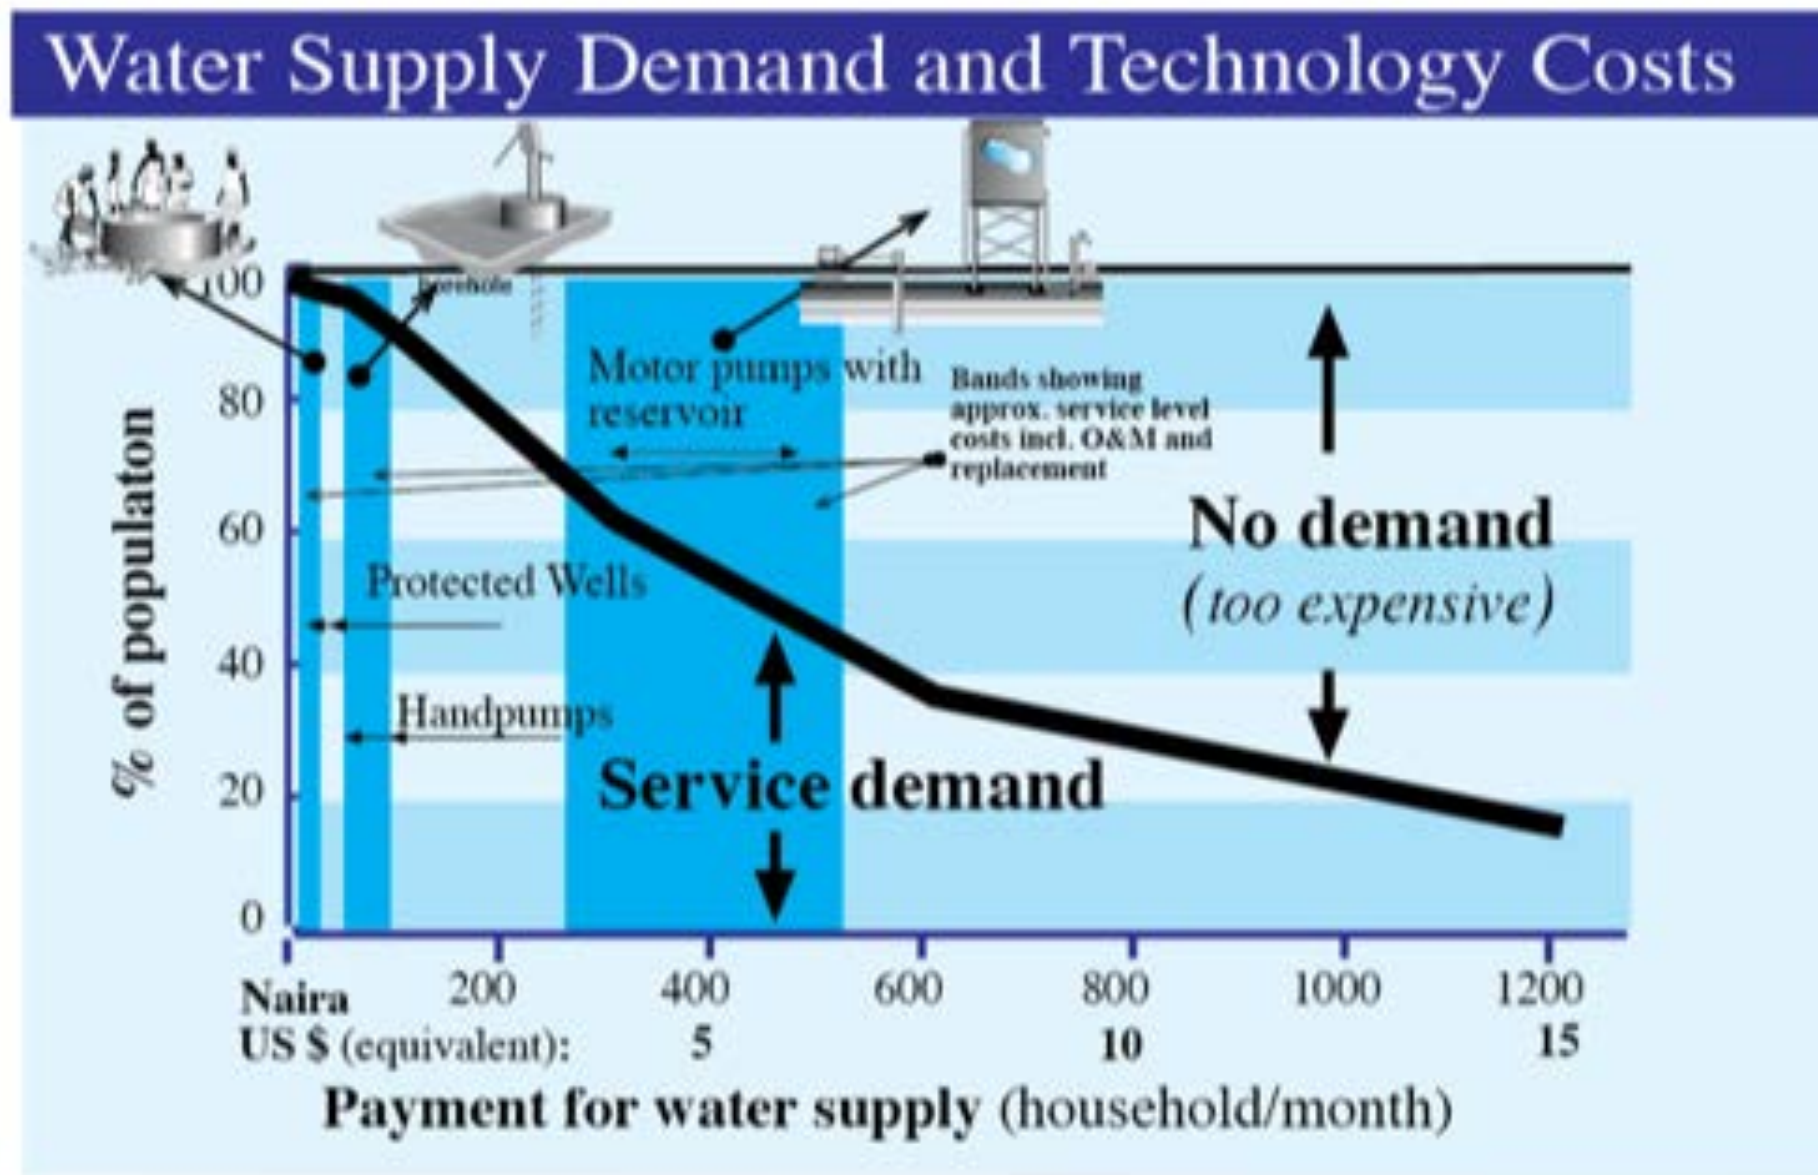 Water Supply Demand and Technology Costs
Borehole
100
80
60
40
20
0
% of populaton
Motor pumps with
reservoir
Bands showing
approx. service level
costs incl. O&M and
replacement
No demand
(too expensive)
Protected Wells
Handpumps
Service demand
Naira 200 400 600 800 1000 1200
US $ (equivalent): 5 10 15
Payment for water supply (household/month)